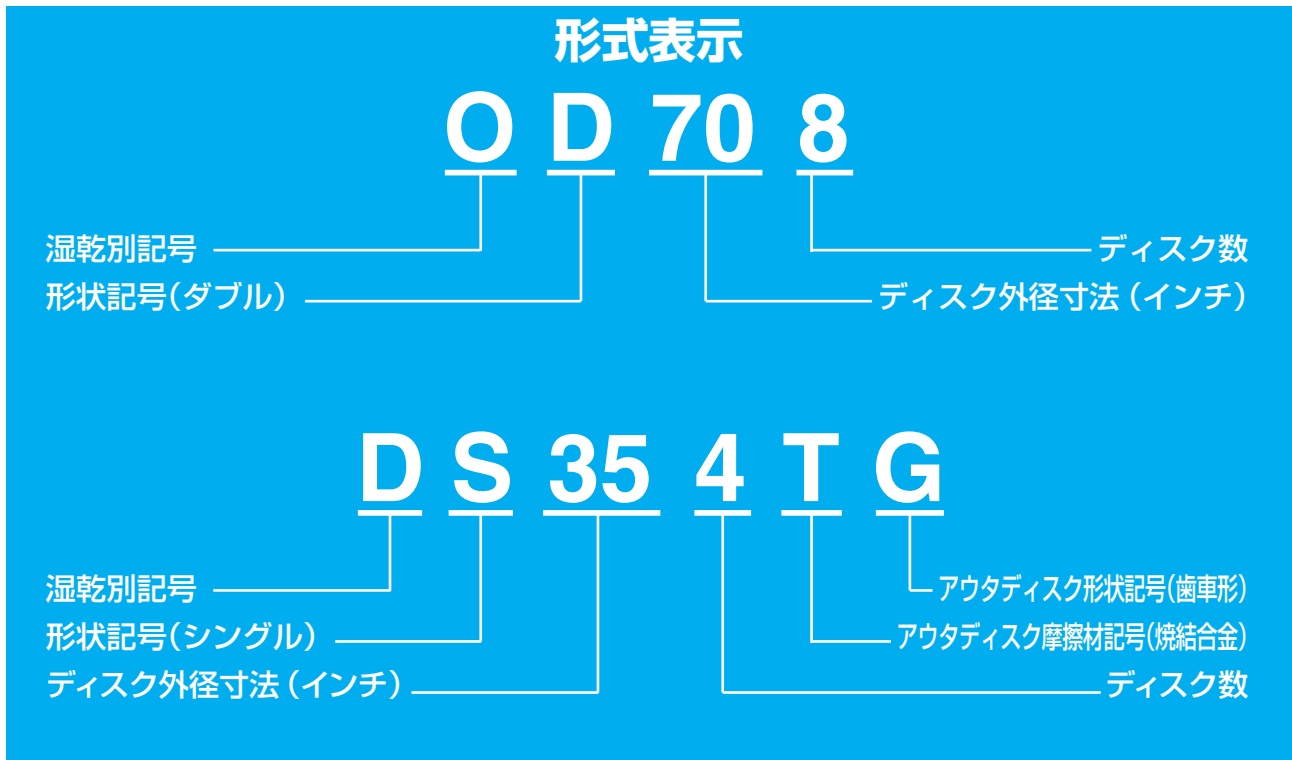 形式表示
O D 70 8
湿乾別記号 ディスク数
形状記号(ダブル) ディスク外径寸法(インチ)
D S 35 4 T G
湿乾別記号 アウタディスク形状記号(歯車形)
形状記号(シングル) アウタディスク摩擦材記号(焼結合金)
ディスク外径寸法(インチ) ディスク数